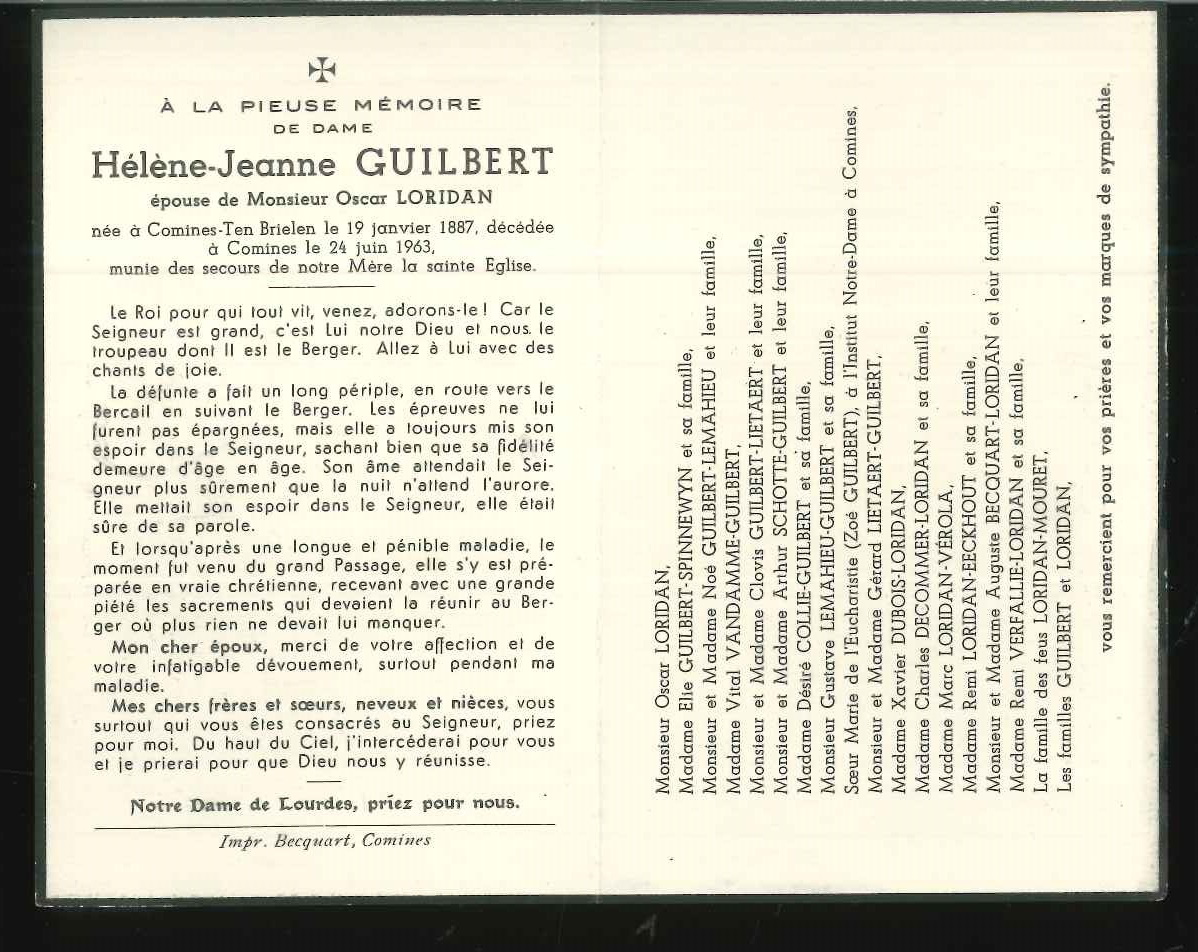 À LA PIEUSE MÉMOIRE
DE DAME
Hélène-Jeanne GUILBERT
épouse de Monsieur Oscar LORIDAN
née à Comines-Ten Brielen le 19 janvier 1887, décédée
à Comines le 24 juin 1963,
munie des secours de notre Mère la sainte Eglise.
Le Roi pour qui tout vit, venez, adorons-le! Car le
Seigneur est grand, c'est Lui notre Dieu et nous. le
troupeau dont Il est le Berger. Allez à Lui avec des
chants de joie.
La défunte a fait un long périple, en route vers le
Bercail en suivant le Berger. Les épreuves ne lui
furent pas épargnées, mais elle a toujours mis son
espoir dans le Seigneur, sachant bien que sa fidélité
demeure d'âge en âge. Son âme attendait le Sei-
gneur plus sûrement que la nuit n'attend l'aurore.
Elle mettait son espoir dans le Seigneur, elle était
sûre de sa parole.
Et lorsqu'après une longue et pénible maladie, le
moment fut venu du grand Passage, elle s'y est pré-
parée en vraie chrétienne, recevant avec une grande
piété les sacrements qui devaient la réunir au Ber-
ger où plus rien ne devait lui manquer.
Mon cher époux, merci de votre affection et de
votre infatigable dévouement, surtout pendant ma
maladie.
Mes chers frères et sœurs, neveux et nièces, vous
surtout qui vous êtes consacrés au Seigneur, priez
pour moi. Du haut du Ciel, j'intercéderai pour vous
et je prierai pour que Dieu nous y réunisse.
Notre Dame de Lourdes, priez pour nous.
Impr. Becquart, Comines
Monsieur Oscar LORIDAN,
Madame Elie GUILBERT-SPINNEWYN et sa famille,
Monsieur et Madame Noé GUILBERT-LEMAHIEU et leur famille,
Madame Vital VANDAMME-GUILBERT,
Monsieur et Madame Clovis GUILBERT-LIETAERT et leur famille,
Monsieur et Madame Arthur SCHOTTE-GUILBERT et leur famille,
Madame Désiré COLLIE-GUILBERT et sa famille,
Monsieur Gustave LEMAHIEU-GUILBERT et sa famille,
Sœur Marie de l'Eucharistie (Zoé GUILBERT), à l'Institut Notre-Dame à Comines,
Monsieur et Madame Gérard LIETAERT-GUILBERT,
Madame Xavier DUBOIS-LORIDAN,
Madame Charles DECOMMER-LORIDAN et sa famille,
Madame Marc LORIDAN-VÉROLA,
Madame Remi LORIDAN-EECKHOUT et sa famille,
Monsieur et Madame Auguste BECQUART-LORIDAN et leur famille,
Madame Remi VERFALLIE-LORIDAN et sa famille,
La famille des feus LORIDAN-MOURET,
Les familles GUILBERT et LORIDAN,
vous remercient pour vos prières et vos marques de sympathie.